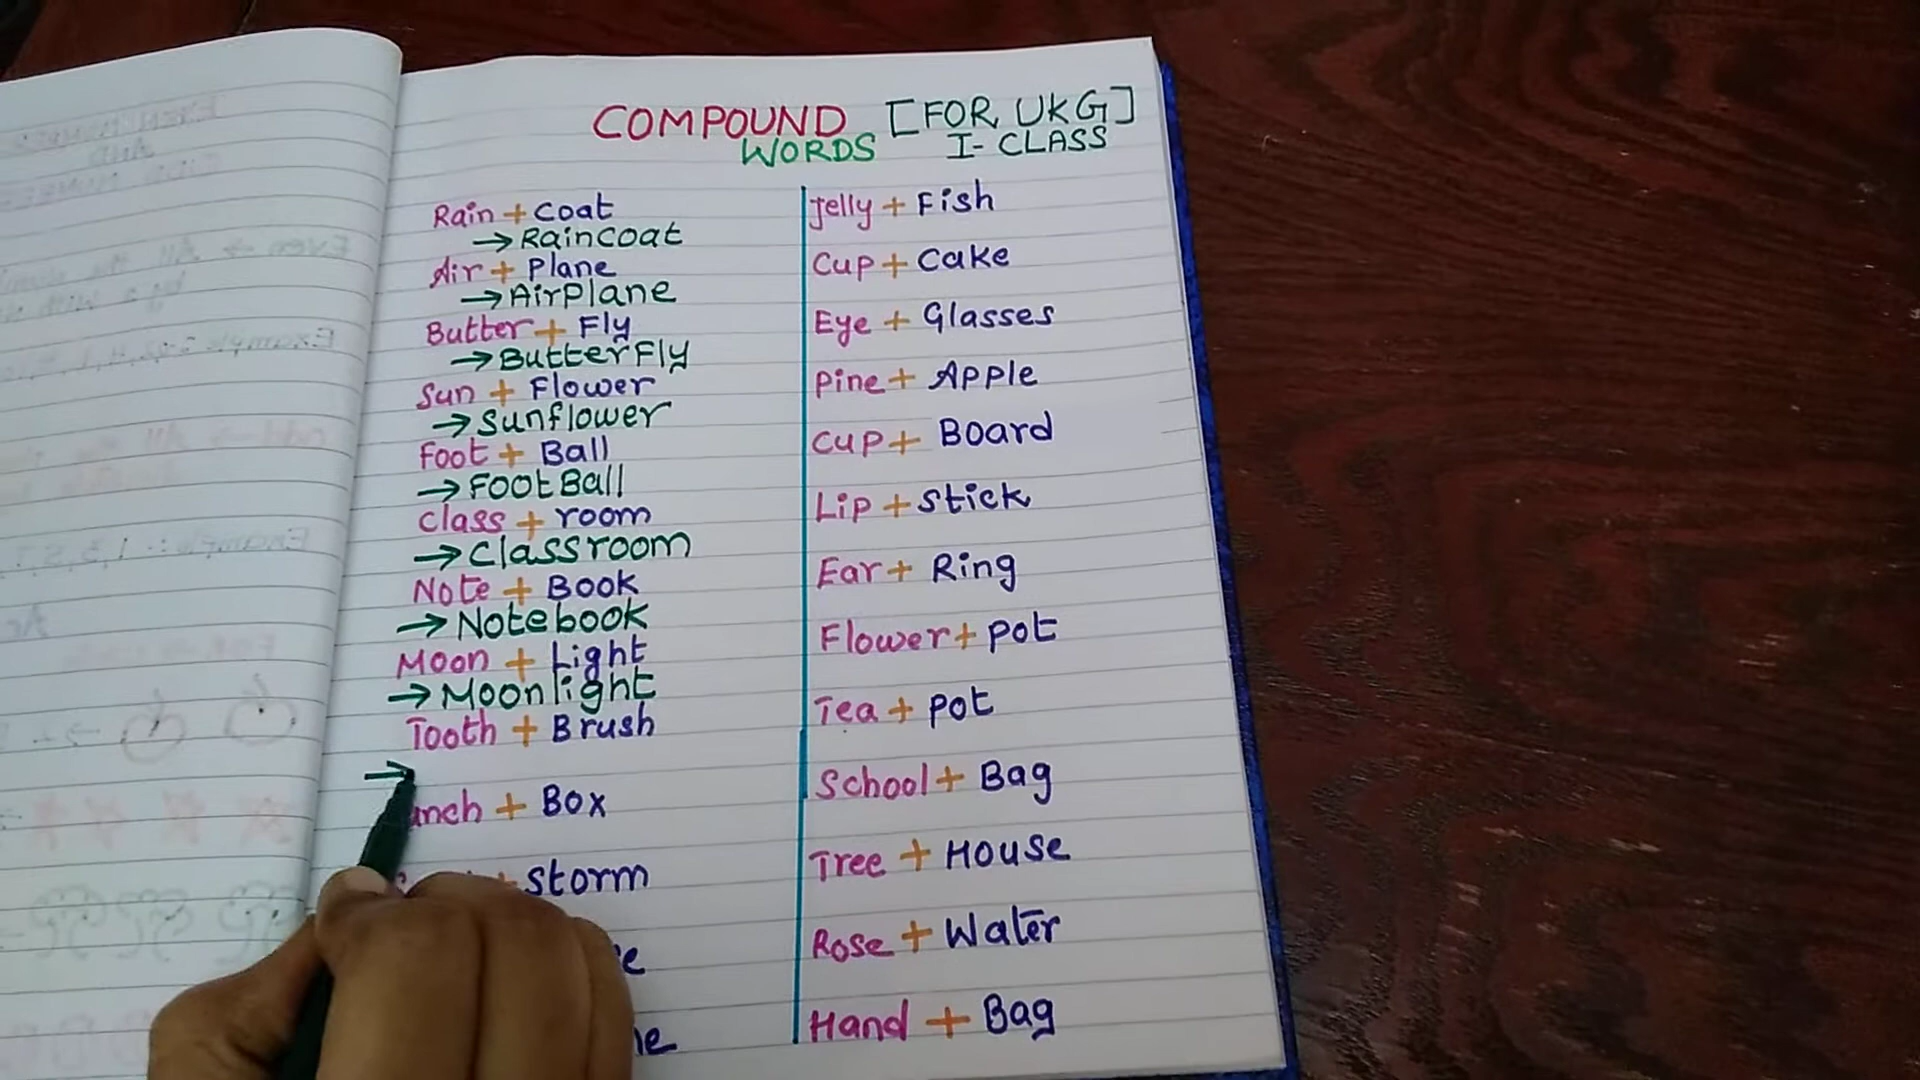 COMPOUND [FOR UKG]
WORDS I- CLASS
Rain + Coat
→ Raincoat
Air + Plane
→ AirPlane
Butter + Fly
→ ButterFly
Sun + Flower
→ Sunflower
Foot + Ball
→ FootBall
Class + room
→ Classroom
Note + Book
→ Notebook
Moon + Light
→ Moonlight
Tooth + Brush
→
unch + Box
+ Storm
Jelly + Fish
Cup + Cake
Eye + Glasses
Pine + Apple
Cup + Board
Lip + Stick
Ear + Ring
Flower + Pot
Tea + Pot
School + Bag
Tree + House
Rose + Water
Hand + Bag